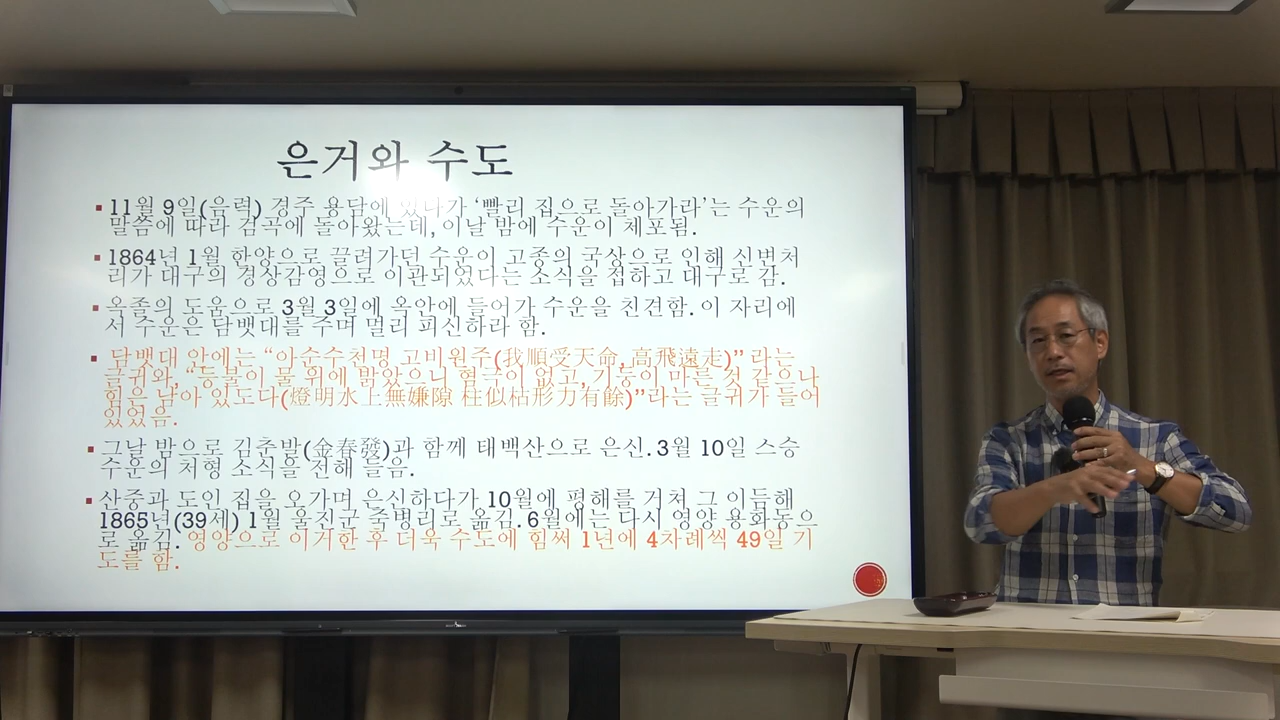 은거와 수도
▪ 11월 9일(음력) 경주 용담에 있다가 ‘빨리 집으로 돌아가라’는 수운의
말씀에 따라 검곡에 돌아왔는데, 이날 밤에 수운이 체포됨.
▪ 1864년 1월 한양으로 끌려가던 수운이 고종의 국상으로 인해 신변처
리가 대구의 경상감영으로 이관되었다는 소식을 접하고 대구로 감.
▪ 옥졸의 도움으로 3월 3일에 옥안에 들어가 수운을 친견함. 이 자리에
서 수운은 담뱃대를 주며 멀리 피신하라 함.
▪ 담뱃대 안에는 “아순수천명 고비원주(我順受天命, 高飛遠走)” 라는
글귀와, “등불이 물 위에 밝았으니 혐극이 없고, 기둥이 마른 것 같으나
힘은 남아 있도다(燈明水上無嫌隙 柱似枯形力有餘)”라는 글귀가 들어
있었음.
▪ 그날 밤으로 김춘발(金春發)과 함께 태백산으로 은신. 3월 10일 스승
수운의 처형 소식을 전해 들음.
▪ 산중과 도인 집을 오가며 은신하다가 10월에 평해를 거쳐 그 이듬해
1865년(39세) 1월 울진군 죽병리로 옮김. 6월에는 다시 영양 용화동으
로 옮김. 영양으로 이거한 후 더욱 수도에 힘써 1년에 4차례씩 49일 기
도를 함.